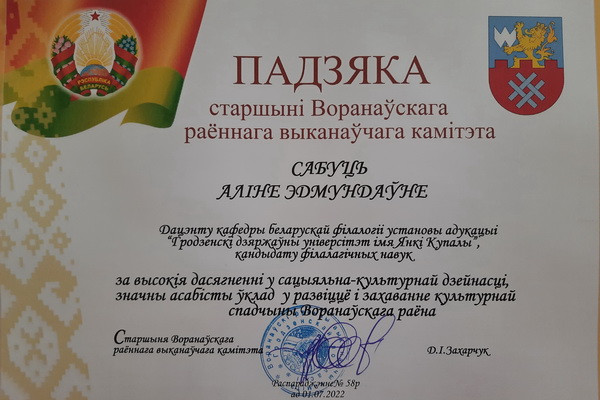 РЭСПУБЛІКА
БЕЛАРУСЬ
ПАДЗЯКА
старшыні Воранаўскага
раённага выканаўчага камітэта
САБУЦЬ
АЛІНЕ ЭДМУНДАЎНЕ
Дацэнту кафедры беларускай філалогіі установы адукацыі
"Гродзенскі дзяржаўны універсітэт імя Янкі Купалы",
кандыдату філалагічных навук
за высокія дасягненні ў сацыяльна-культурнай дзейнасці,
значны асабісты ўклад у развіццё і захаванне культурнай
спадчыны Воранаўскага раёна
Старшыня Воранаўскага
раённага выканаўчага камітэта
Д.І.Захарчук
Распараджэнне № 58р
ад 01.07.2022